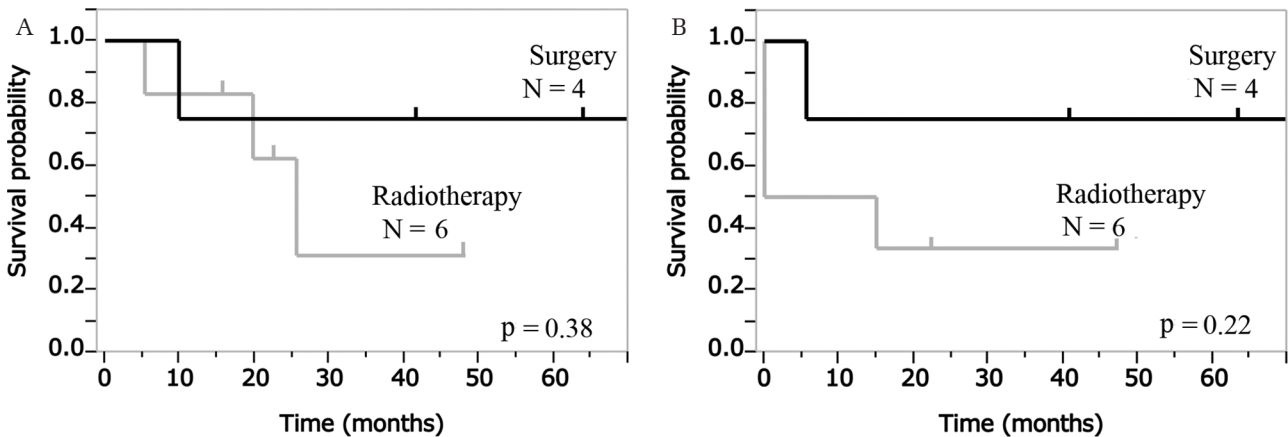 A
Survival probability
1.0
0.8
0.6
0.4
0.2
0.0
Surgery
N = 4
Radiotherapy
N = 6
p = 0.38
0 10 20 30 40 50 60
Time (months)
B
Survival probability
1.0
0.8
0.6
0.4
0.2
0.0
Surgery
N = 4
Radiotherapy
N = 6
p = 0.22
0 10 20 30 40 50 60
Time (months)